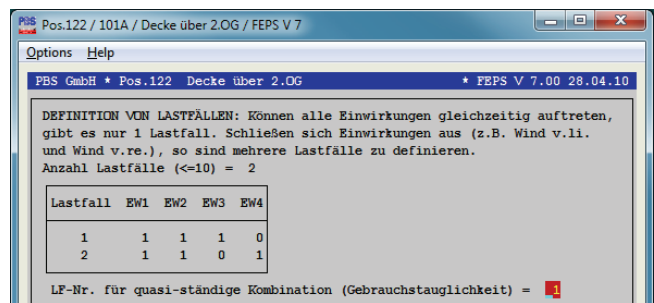 PBS Pos.122 / 101A / Decke über 2.OG / FEPS V 7
Options Help
PBS GmbH * Pos.122 Decke über 2.OG * FEPS V 7.00 28.04.10
DEFINITION VON LASTFÄLLEN: Können alle Einwirkungen gleichzeitig auftreten,
gibt es nur 1 Lastfall. Schließen sich Einwirkungen aus (z.B. Wind v.li.
und Wind v.re.), so sind mehrere Lastfälle zu definieren.
Anzahl Lastfälle (<=10) = 2
Lastfall EW1 EW2 EW3 EW4
1 1 1 1 0
2 1 1 0 1
LF-Nr. für quasi-ständige Kombination (Gebrauchstauglichkeit) = 1